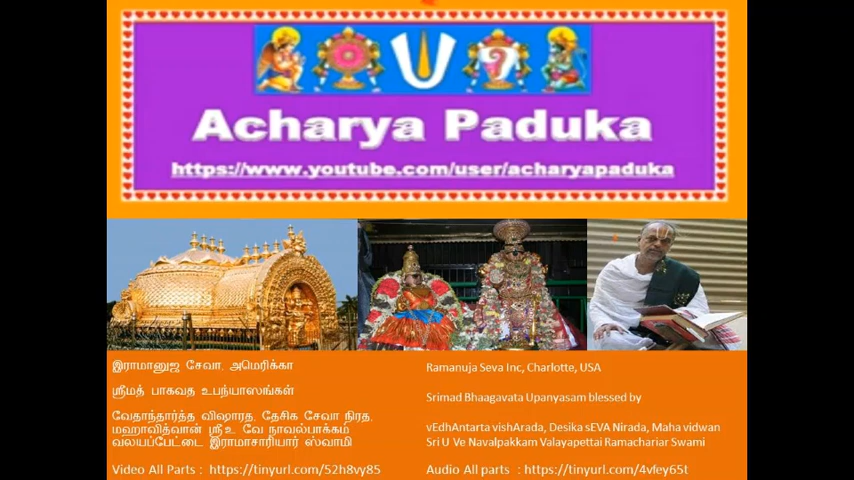 Acharya Paduka
https://www.youtube.com/user/acharyapaduka
இராமானுஜ சேவா, அமெரிக்கா
ஸ்ரீமத் பாகவத உபந்யாஸங்கள்
வேதாந்தார்த்த விஷாரத, தேசிக சேவா நிரத,
மஹாவித்வான் ஸ்ரீ உ வே நாவல்பாக்கம்
வலயப்பேட்டை இராமாசாரியார் ஸ்வாமி
Video All Parts : https://tinyurl.com/52h8vy85
Ramanuja Seva Inc, Charlotte, USA
Srimad Bhaagavata Upanyasam blessed by
vEdhAntarta vishArada, Desika sEVA Nirada, Maha vidwan
Sri U Ve Navalpakkam Valayapettai Ramachariar Swami
Audio All parts : https://tinyurl.com/4vfey65t